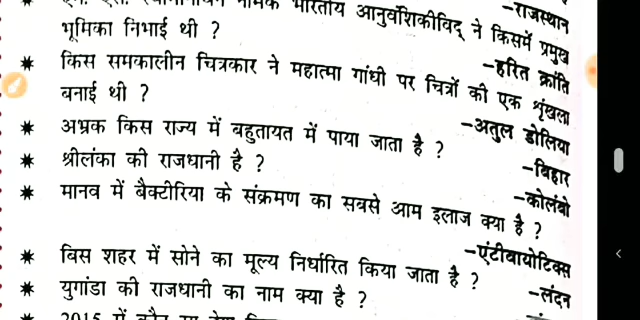 –राजस्थान
नामक भारतीय आनुवंशिकीविद् ने किसमें प्रमुख
भूमिका निभाई थी ?
–हरित क्रांति
* किस समकालीन चित्रकार ने महात्मा गांधी पर चित्रों की एक शृंखला
बनाई थी ?
–अतुल डोलिया
* अभ्रक किस राज्य में बहुतायत में पाया जाता है ?
–बिहार
* श्रीलंका की राजधानी है ?
–कोलंबो
* मानव में बैक्टीरिया के संक्रमण का सबसे आम इलाज क्या है ?
–एंटीबायोटिक्स
* विस शहर में सोने का मूल्य निर्धारित किया जाता है ?
–लंदन
* युगांडा की राजधानी का नाम क्या है ?
2015 में कौन सा